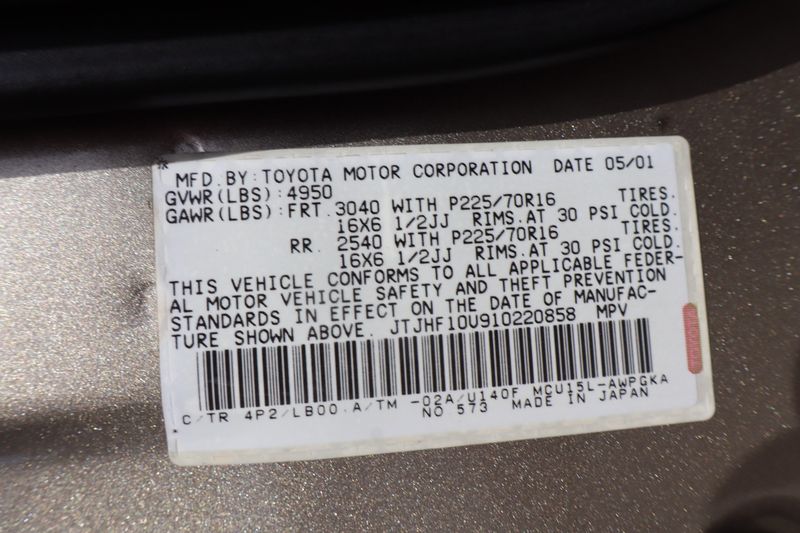 MFD. BY: TOYOTA MOTOR CORPORATION DATE 05/01
GVWR(LBS): 4950
GAWR(LBS): FRT. 3040 WITH P225/70R16 TIRES.
16X6 1/2JJ RIMS. AT 30 PSI COLD.
RR. 2540 WITH P225/70R16 TIRES.
16X6 1/2JJ RIMS. AT 30 PSI COLD.
THIS VEHICLE CONFORMS TO ALL APPLICABLE FEDER-
AL MOTOR VEHICLE SAFETY AND THEFT PREVENTION
STANDARDS IN EFFECT ON THE DATE OF MANUFAC-
TURE SHOWN ABOVE. JTJHF10U910220858 MPV
C/TR 4P2/LB00. A/TM -02A/U140F MCU15L-AWPGKA
NO 573 MADE IN JAPAN